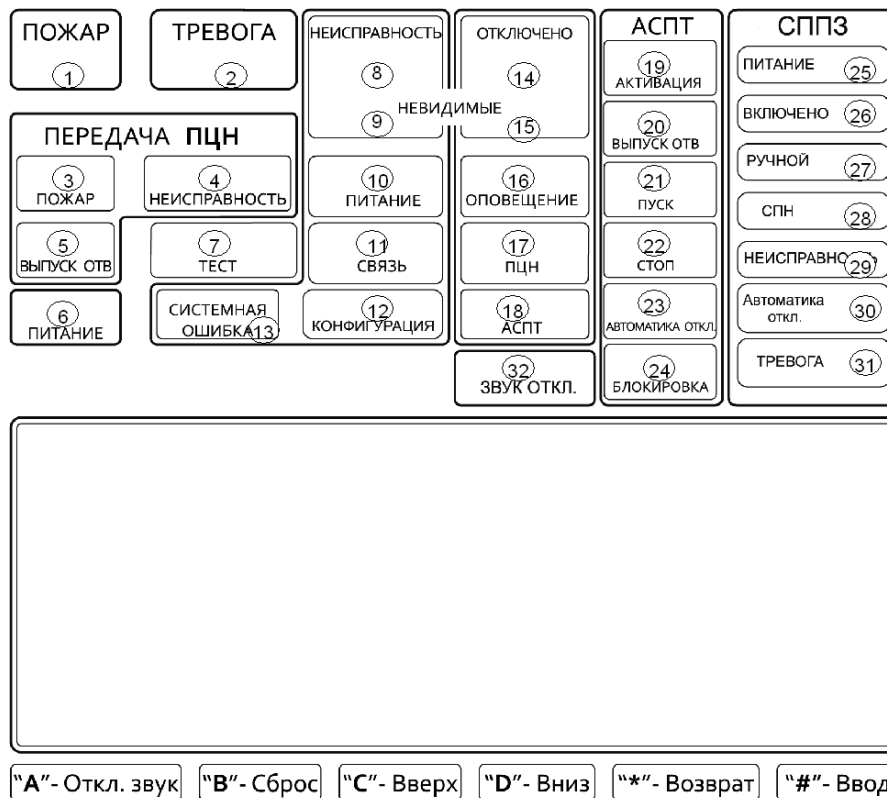 ПОЖАР
1
ТРЕВОГА
2
НЕИСПРАВНОСТЬ
8
9
ОТКЛЮЧЕНО
14
15
НЕВИДИМЫЕ
АСПТ
19
АКТИВАЦИЯ
20
ВЫПУСК ОТВ
21
ПУСК
22
СТОП
23
АВТОМАТИКА ОТКЛ.
24
БЛОКИРОВКА
СППЗ
ПИТАНИЕ 25
ВКЛЮЧЕНО 26
РУЧНОЙ 27
СПН 28
НЕИСПРАВНОСТЬ 29
Автоматика
откл. 30
ТРЕВОГА 31
ПЕРЕДАЧА ПЦН
3
ПОЖАР
4
НЕИСПРАВНОСТЬ
5
ВЫПУСК ОТВ
7
ТЕСТ
6
ПИТАНИЕ
10
ПИТАНИЕ
11
СВЯЗЬ
12
КОНФИГУРАЦИЯ
СИСТЕМНАЯ
ОШИБКА 13
16
ОПОВЕЩЕНИЕ
17
ПЦН
18
АСПТ
32
ЗВУК ОТКЛ.
"A"- Откл. звук
"B"- Сброс
"C"- Вверх
"D"- Вниз
"*"- Возврат
"#"- Ввод